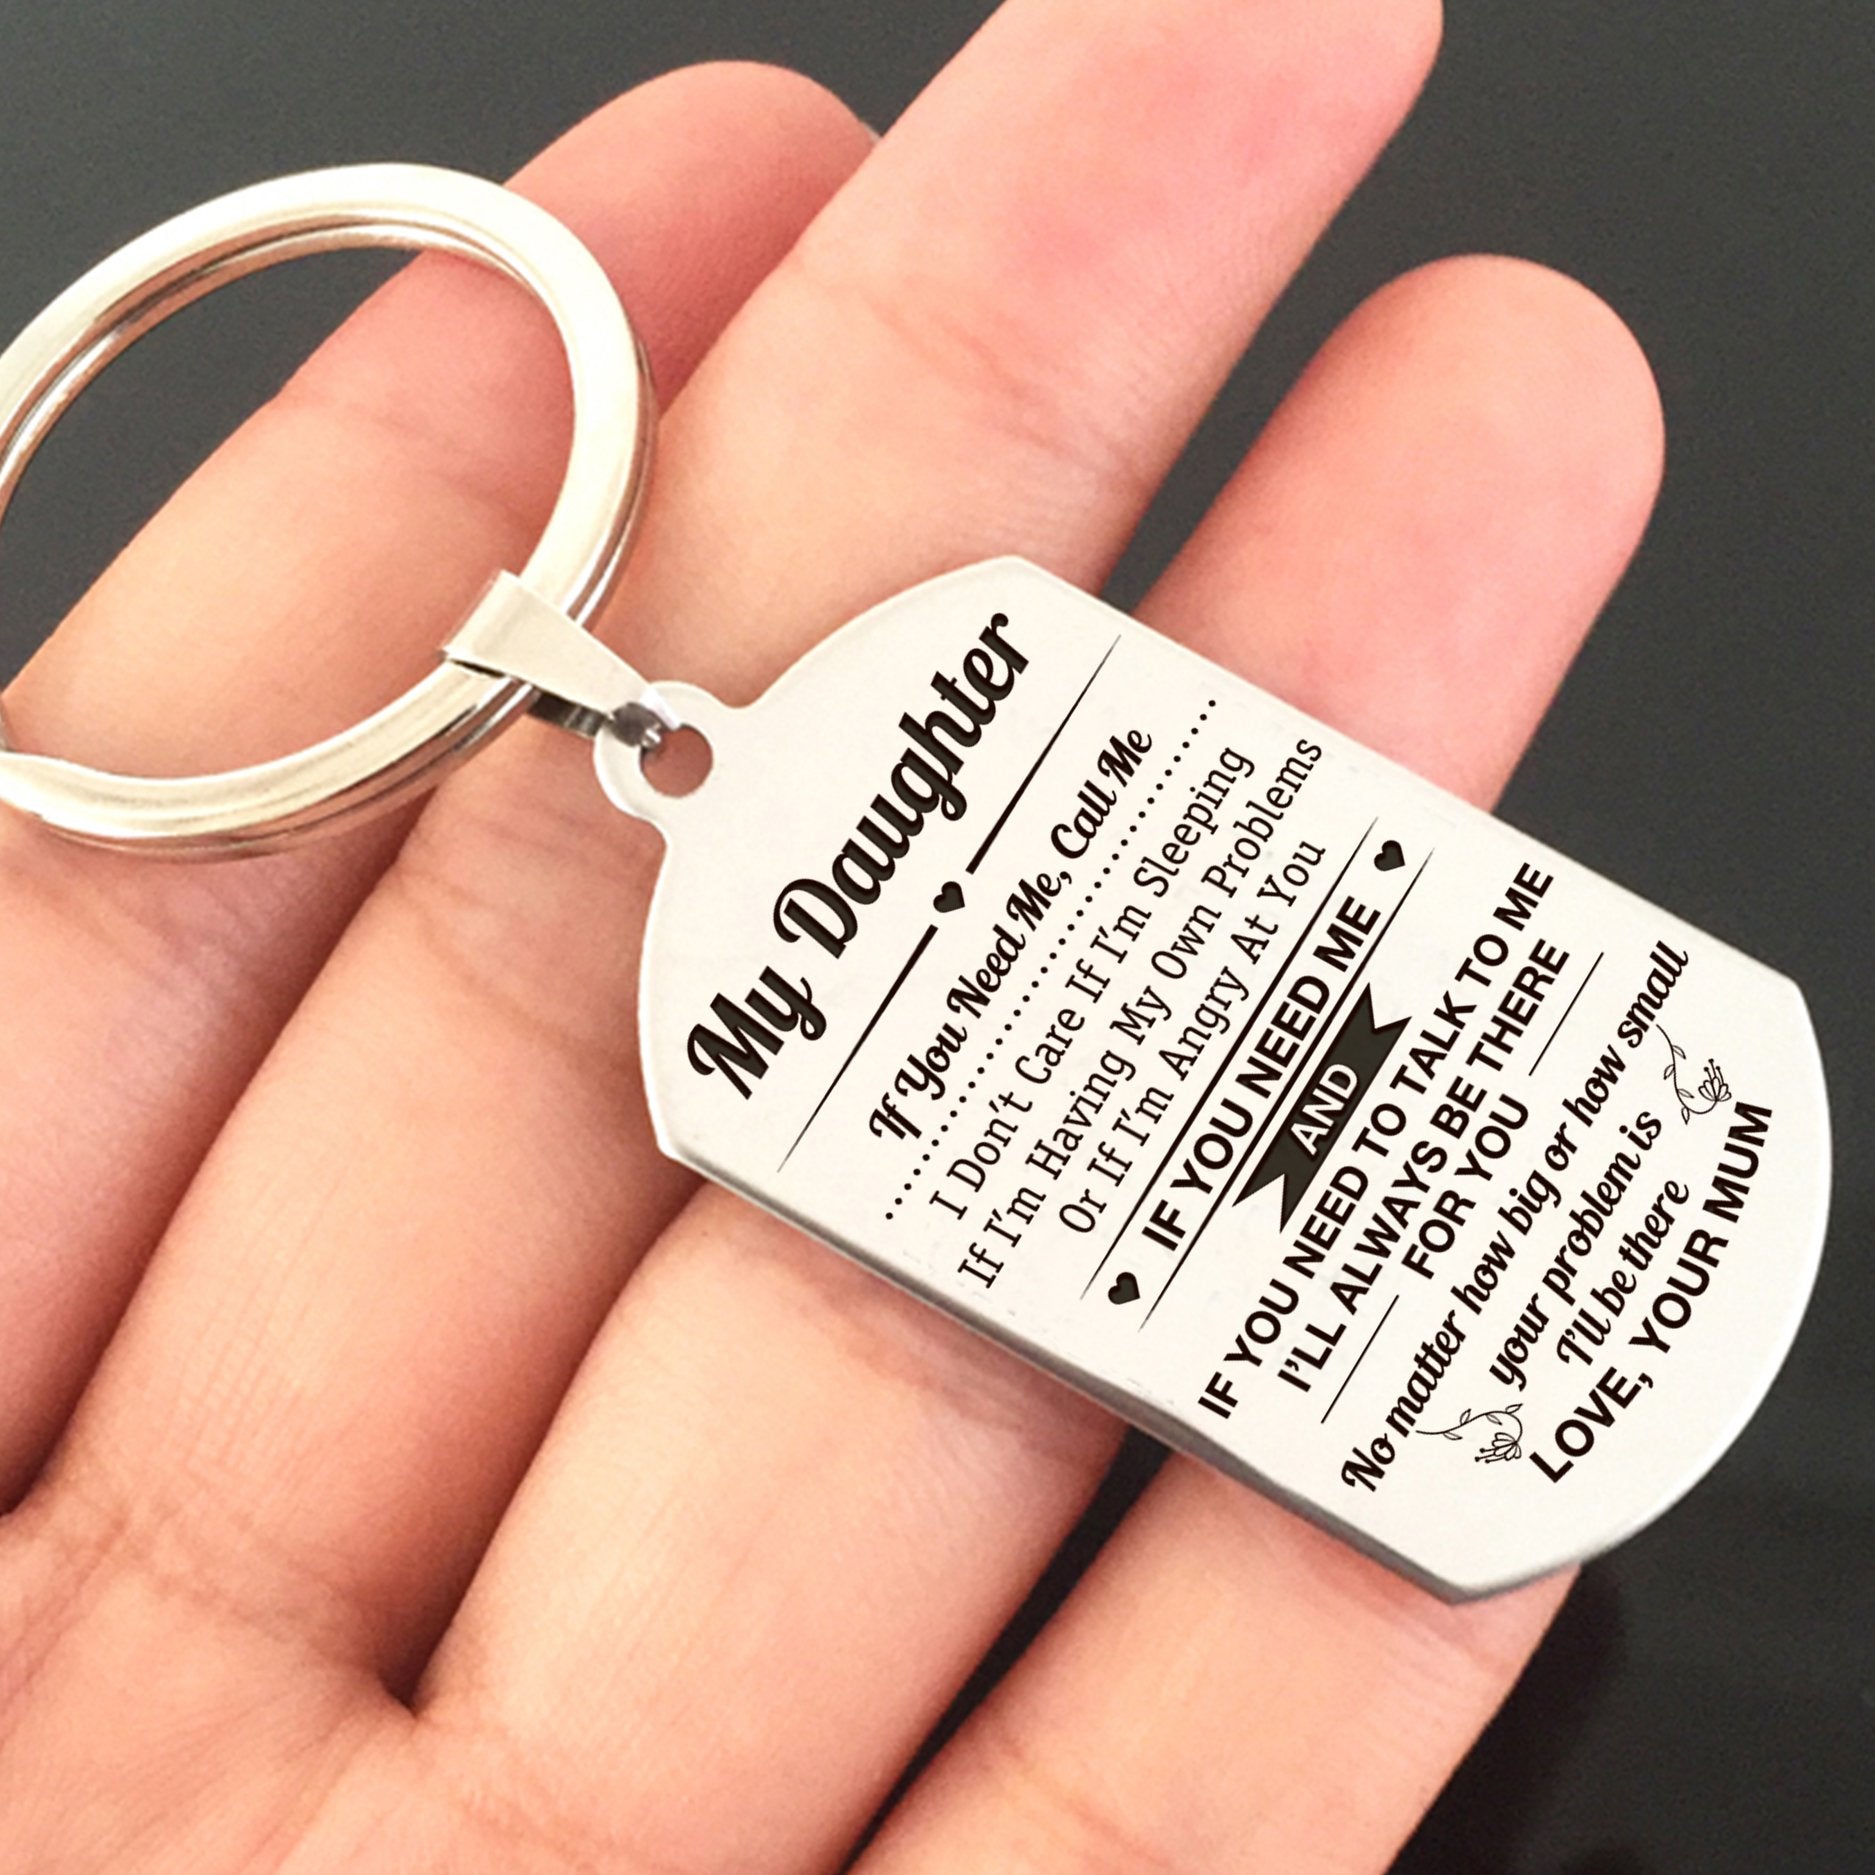 My Daughter
If You Need Me, Call Me
I Don't Care If I'm Sleeping
If I'm Having My Own Problems
Or If I'm Angry At You
IF YOU NEED ME
AND
IF YOU NEED TO TALK TO ME
I'LL ALWAYS BE THERE
FOR YOU
No matter how big or how small
your problem is
I'll be there
LOVE, YOUR MUM